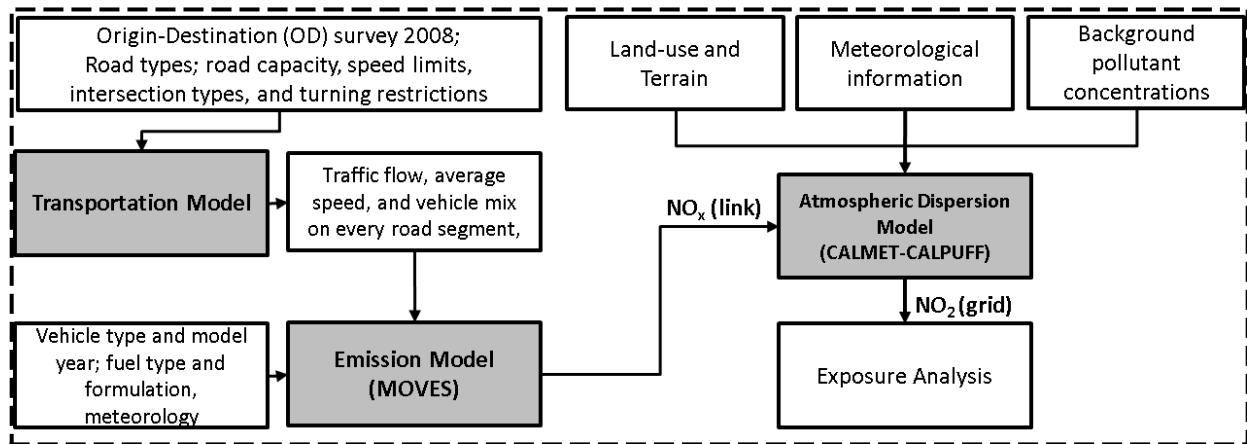 Origin-Destination (OD) survey 2008;
Road types; road capacity, speed limits,
intersection types, and turning restrictions
Land-use and
Terrain
Meteorological
information
Background
pollutant
concentrations
Transportation Model
Traffic flow, average
speed, and vehicle mix
on every road segment,
NOx (link)
Atmospheric Dispersion
Model
(CALMET-CALPUFF)
NO2 (grid)
Vehicle type and model
year; fuel type and
formulation,
meteorology
Emission Model
(MOVES)
Exposure Analysis